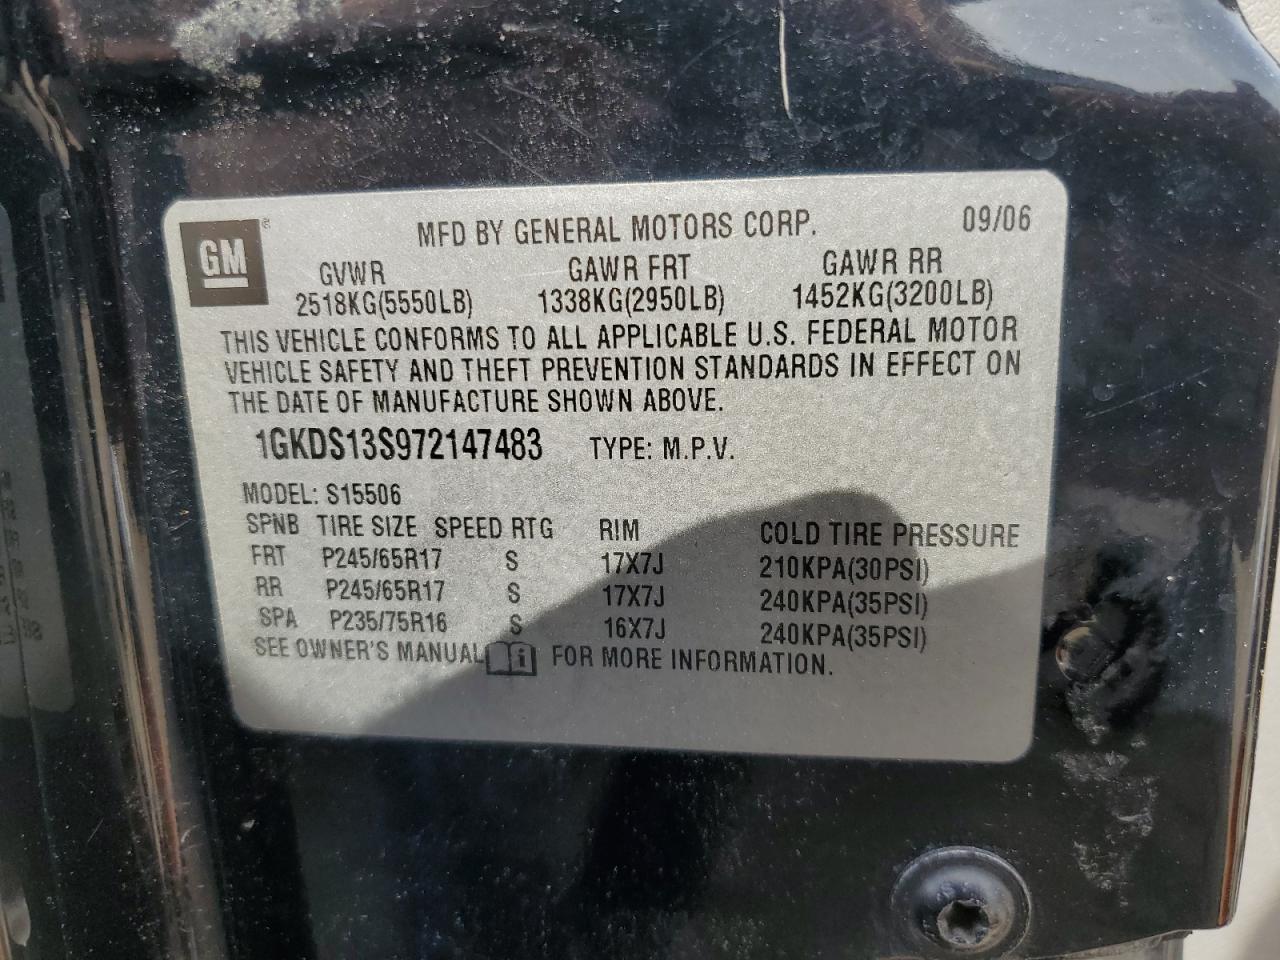 GM ®
MFD BY GENERAL MOTORS CORP. 09/06
GVWR GAWR FRT GAWR RR
2518KG(5550LB) 1338KG(2950LB) 1452KG(3200LB)
THIS VEHICLE CONFORMS TO ALL APPLICABLE U.S. FEDERAL MOTOR
VEHICLE SAFETY AND THEFT PREVENTION STANDARDS IN EFFECT ON
THE DATE OF MANUFACTURE SHOWN ABOVE.
1GKDS13S972147483 TYPE: M.P.V.
MODEL: S15506
SPNB TIRE SIZE SPEED RTG RIM COLD TIRE PRESSURE
FRT P245/65R17 S 17X7J 210KPA(30PSI)
RR P245/65R17 S 17X7J 240KPA(35PSI)
SPA P235/75R16 S 16X7J 240KPA(35PSI)
SEE OWNER'S MANUAL i FOR MORE INFORMATION.